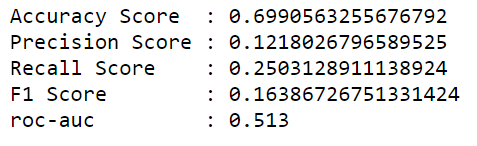 Accuracy Score  : 0.6990563255676792
Precision Score : 0.1218026796589525
Recall Score    : 0.2503128911138924
F1 Score        : 0.16386726751331424
roc-auc         : 0.513